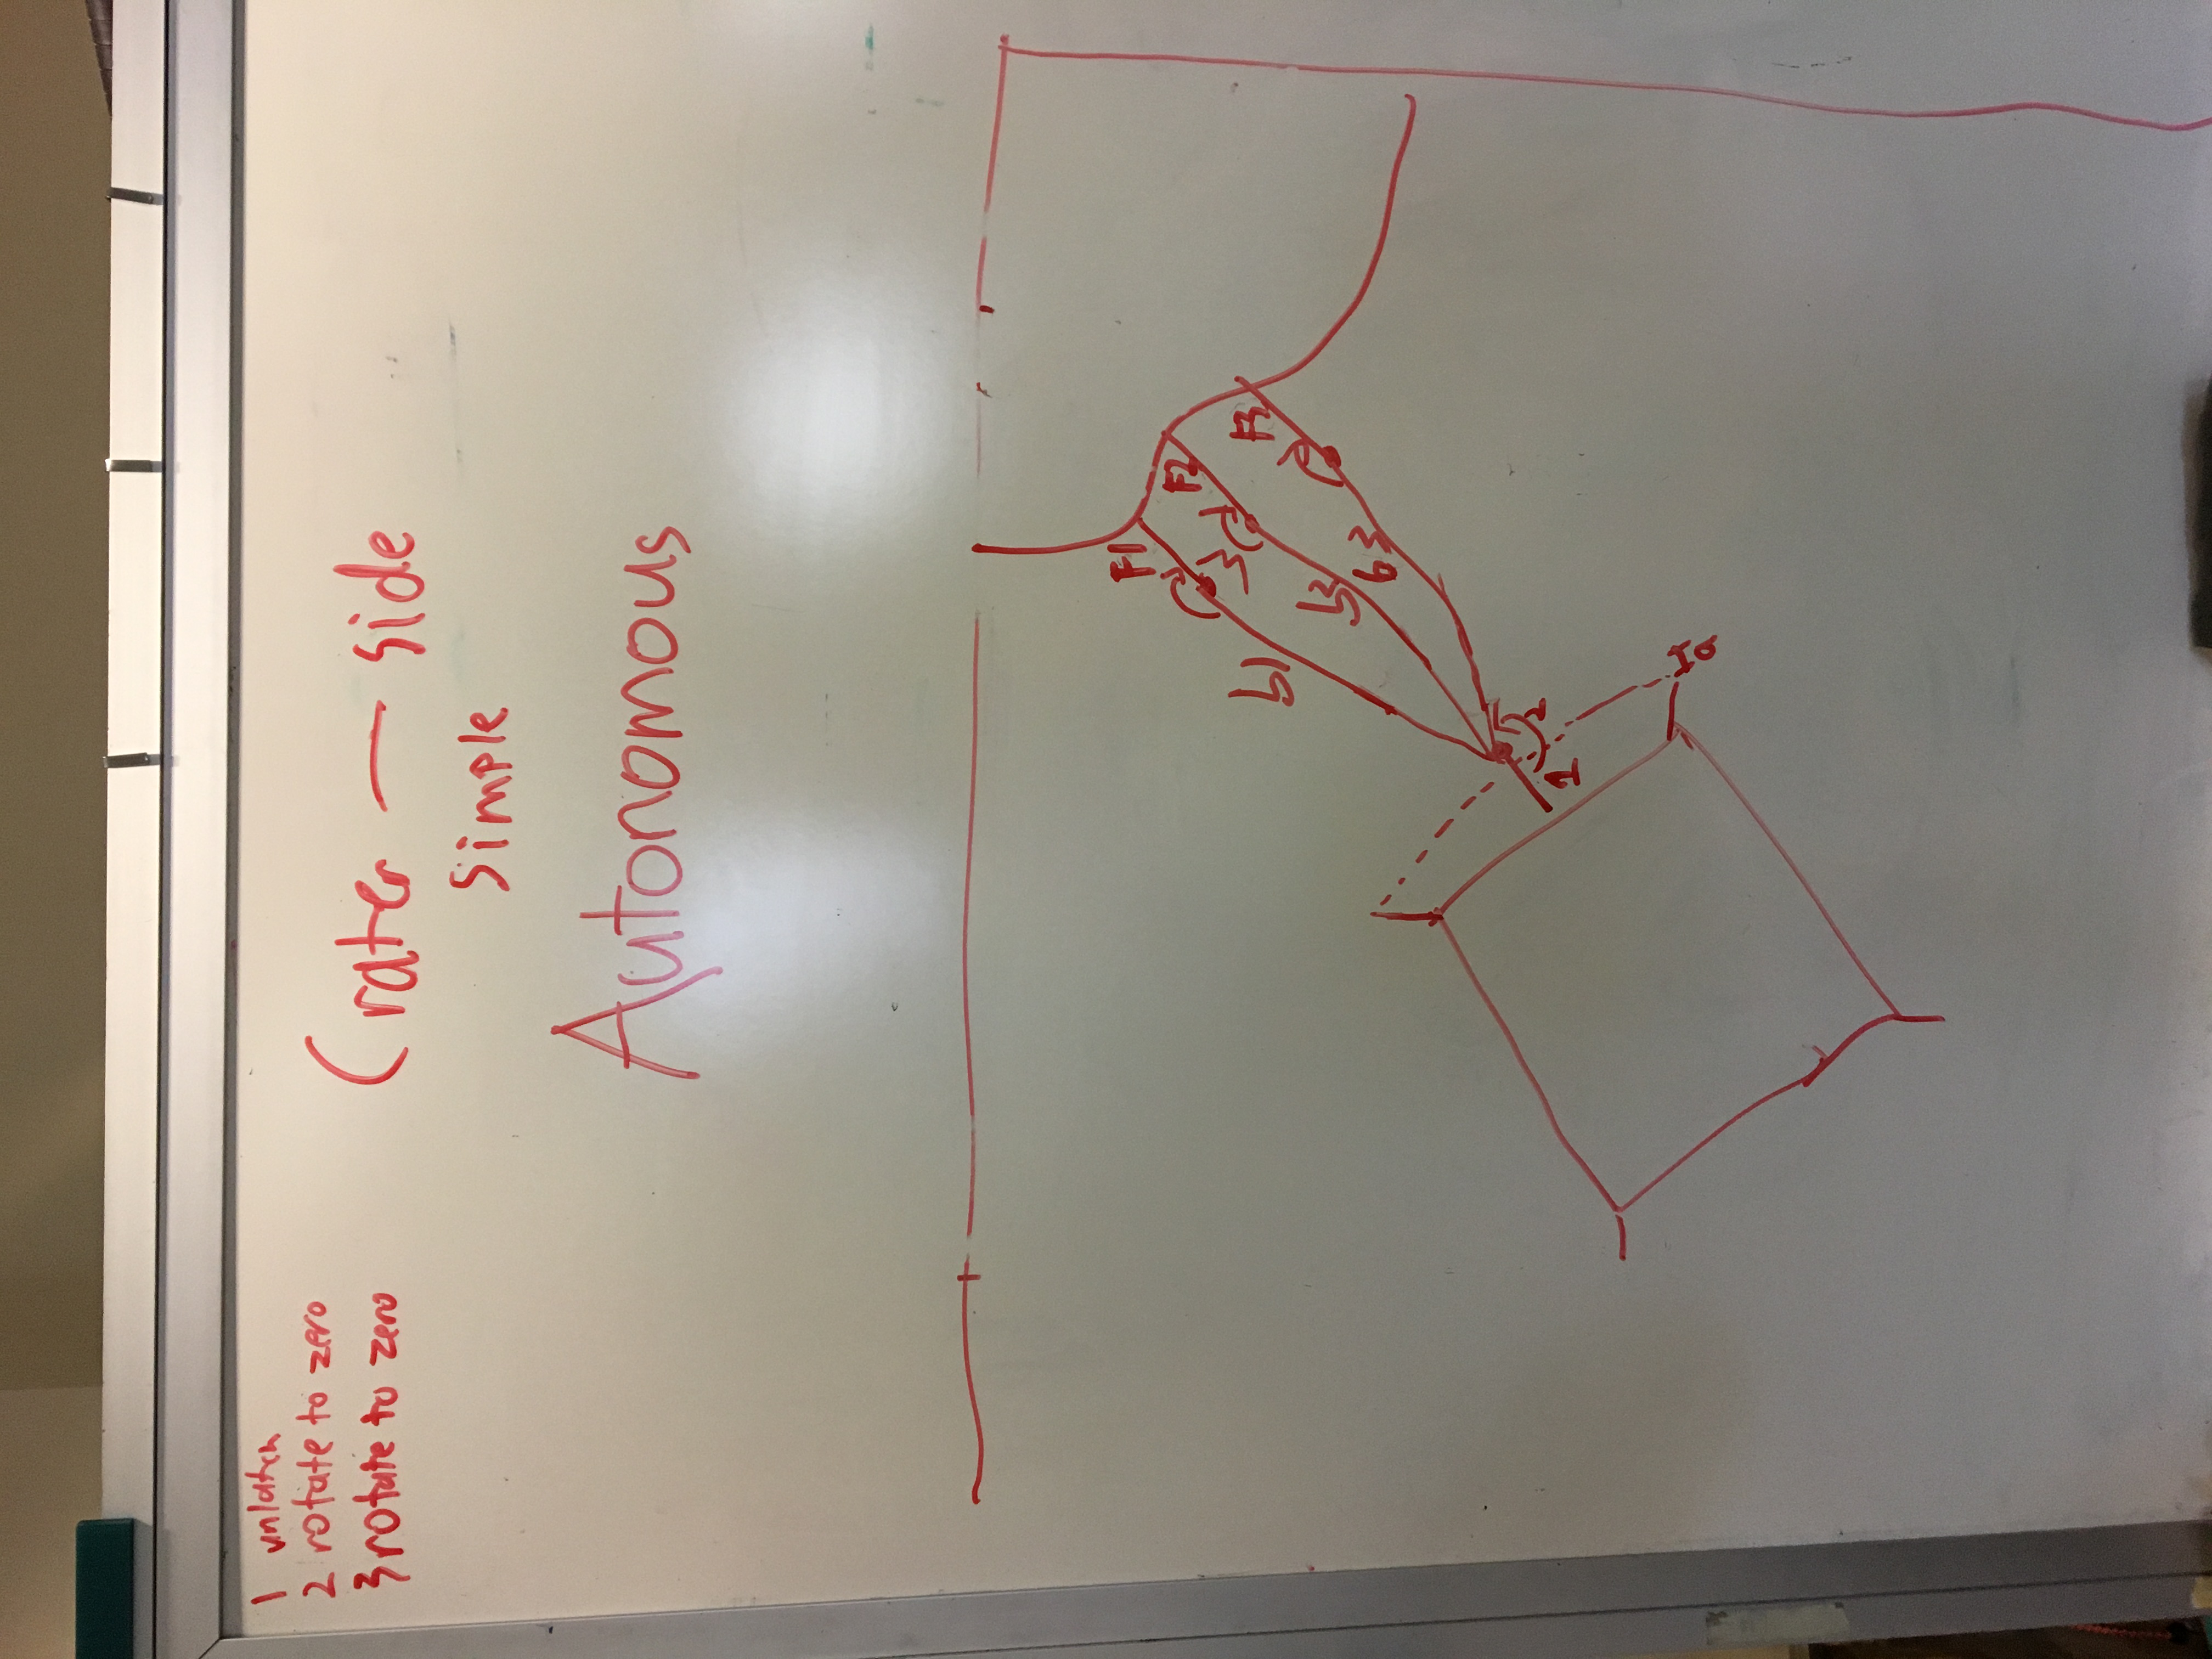 1 unlatch
2 rotate to zero
3 rotate to zero
Crater — side
Simple
Autonomous
F1
F2
3
F3
b1
b2
b3
2
1